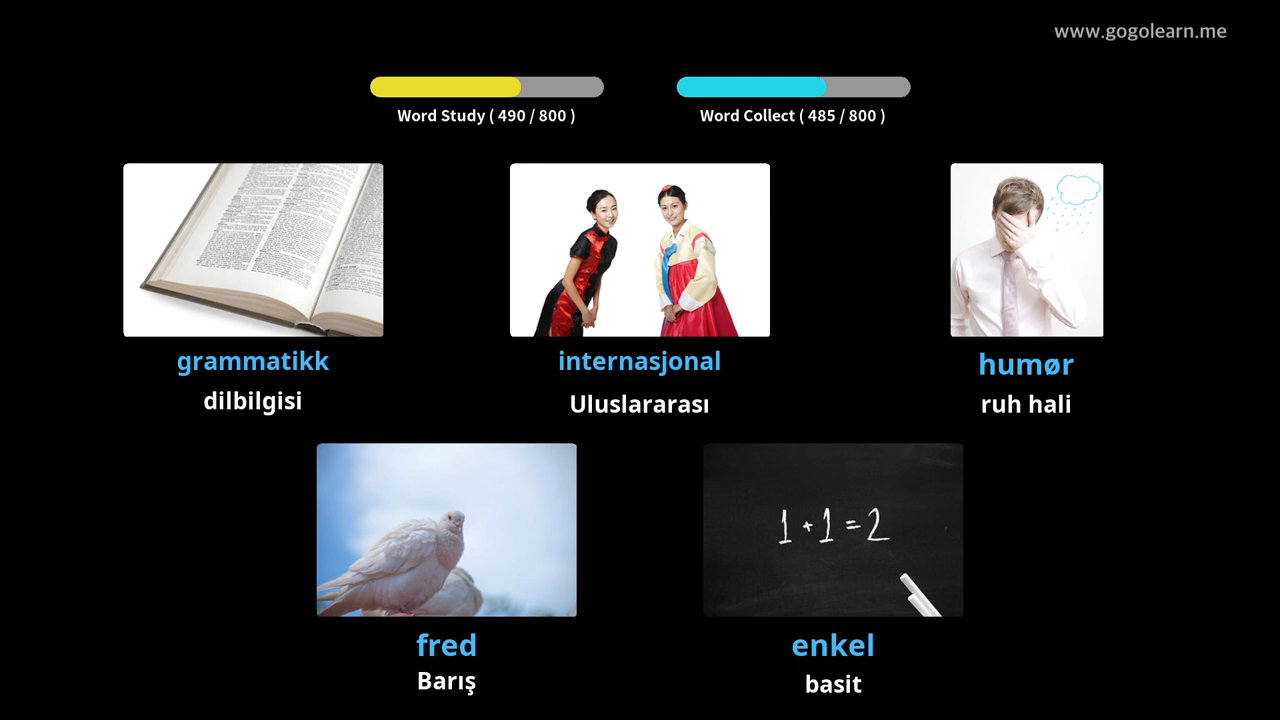 www.gogolearn.me
Word Study ( 490 / 800 )
Word Collect ( 485 / 800 )
grammatikk
dilbilgisi
internasjonal
Uluslararası
humør
ruh hali
1 + 1 = 2
fred
Barış
enkel
basit